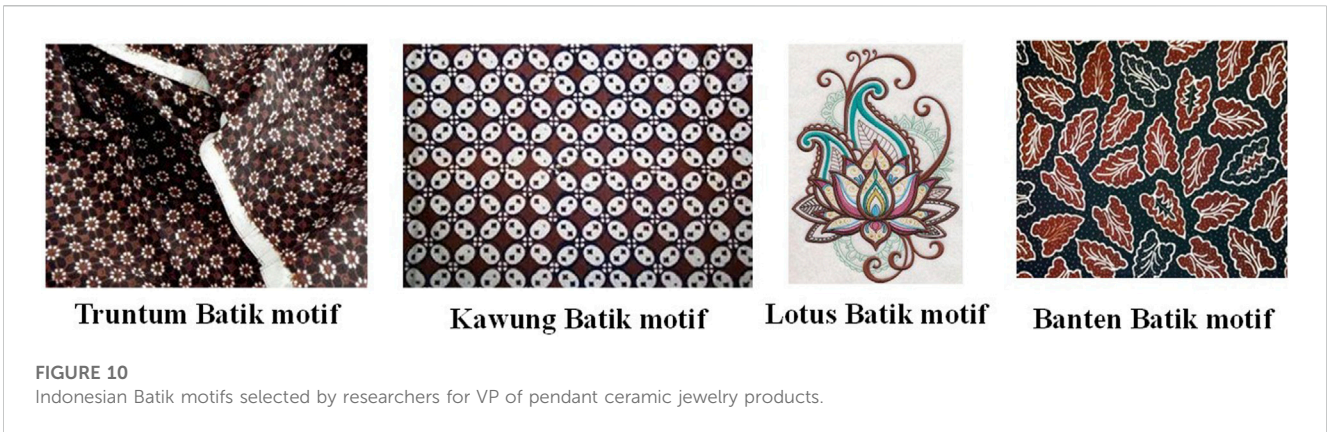 Truntum Batik motif
Kawung Batik motif
Lotus Batik motif
Banten Batik motif
FIGURE 10
Indonesian Batik motifs selected by researchers for VP of pendant ceramic jewelry products.